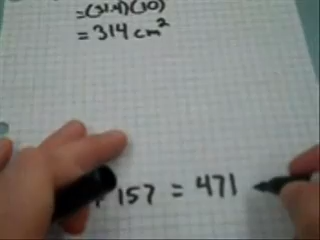 =(31.4)(10)
= 314 cm²
+ 157 = 471